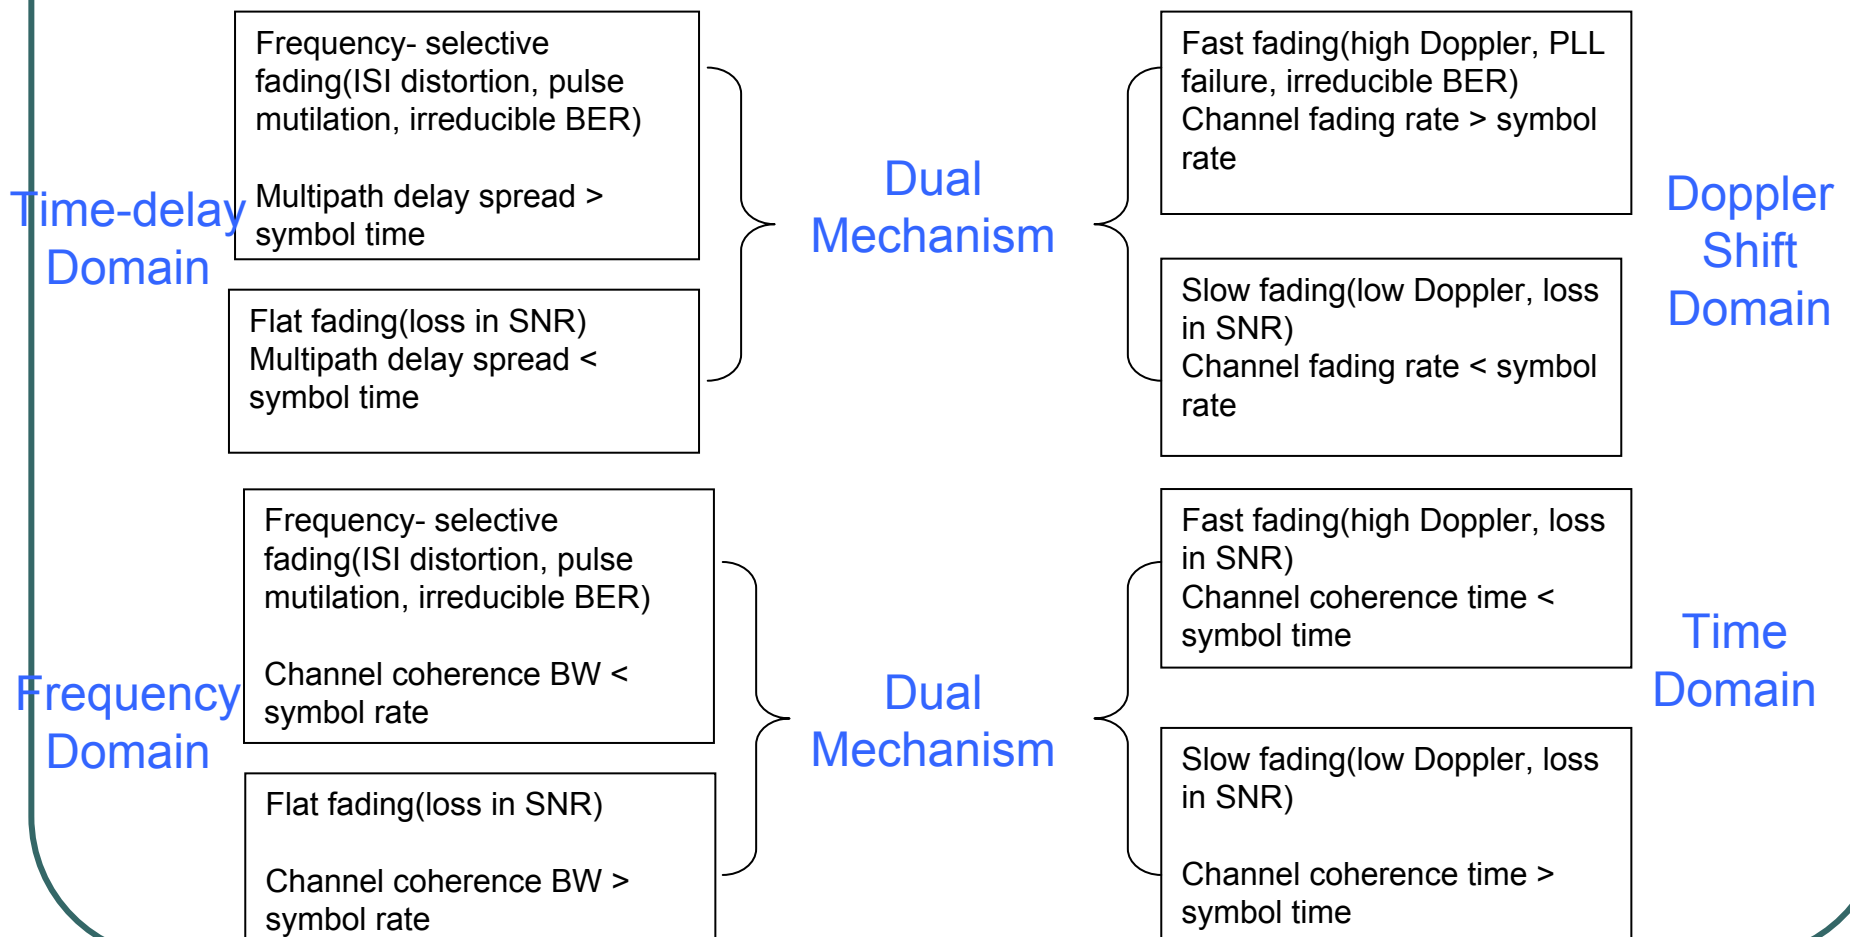 Frequency- selective
fading(ISI distortion, pulse
mutilation, irreducible BER)
Multipath delay spread >
symbol time
Time-delay
Domain
Flat fading(loss in SNR)
Multipath delay spread <
symbol time
Dual
Mechanism
Fast fading(high Doppler, PLL
failure, irreducible BER)
Channel fading rate > symbol
rate
Slow fading(low Doppler, loss
in SNR)
Channel fading rate < symbol
rate
Doppler
Shift
Domain
Frequency- selective
fading(ISI distortion, pulse
mutilation, irreducible BER)
Channel coherence BW <
symbol rate
Frequency
Domain
Flat fading(loss in SNR)
Channel coherence BW >
symbol rate
Dual
Mechanism
Fast fading(high Doppler, loss
in SNR)
Channel coherence time <
symbol time
Slow fading(low Doppler, loss
in SNR)
Channel coherence time >
symbol time
Time
Domain